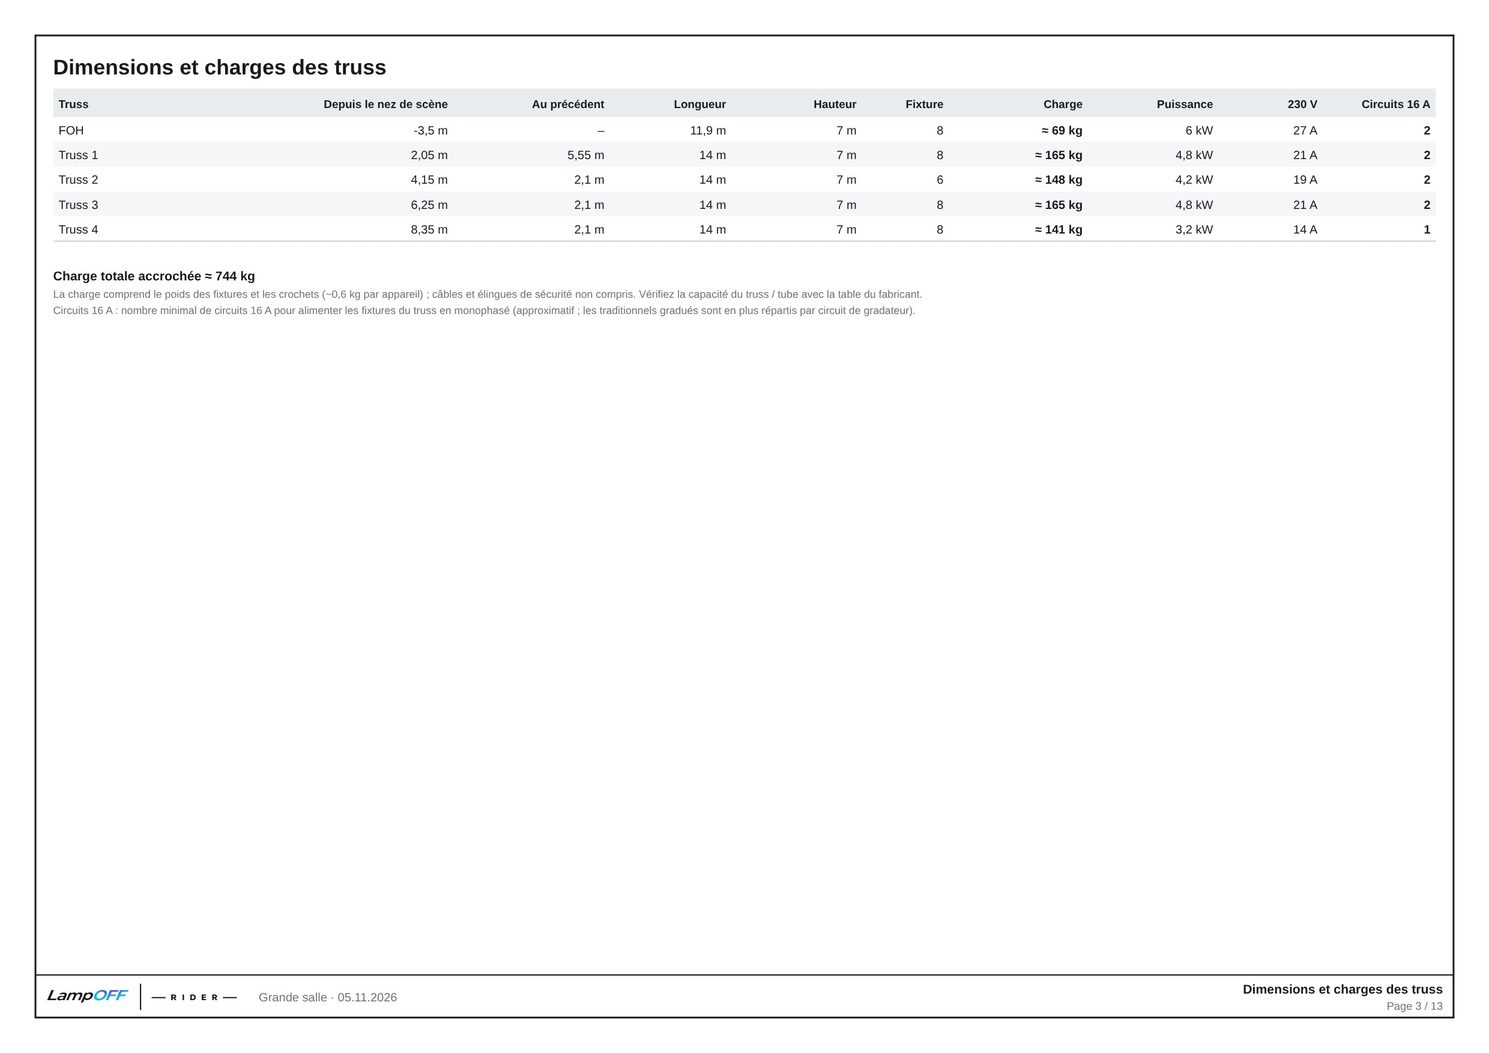 Dimensions et charges des truss
Truss Depuis le nez de scène Au précédent Longueur Hauteur Fixture Charge Puissance 230 V Circuits 16 A
FOH -3,5 m – 11,9 m 7 m 8 ≈ 69 kg 6 kW 27 A 2
Truss 1 2,05 m 5,55 m 14 m 7 m 8 ≈ 165 kg 4,8 kW 21 A 2
Truss 2 4,15 m 2,1 m 14 m 7 m 6 ≈ 148 kg 4,2 kW 19 A 2
Truss 3 6,25 m 2,1 m 14 m 7 m 8 ≈ 165 kg 4,8 kW 21 A 2
Truss 4 8,35 m 2,1 m 14 m 7 m 8 ≈ 141 kg 3,2 kW 14 A 1
Charge totale accrochée ≈ 744 kg
La charge comprend le poids des fixtures et les crochets (~0,6 kg par appareil) ; câbles et élingues de sécurité non compris. Vérifiez la capacité du truss / tube avec la table du fabricant.
Circuits 16 A : nombre minimal de circuits 16 A pour alimenter les fixtures du truss en monophasé (approximatif ; les traditionnels gradués sont en plus répartis par circuit de gradateur).
LampOFF — RIDER — Grande salle · 05.11.2026
Dimensions et charges des truss
Page 3 / 13